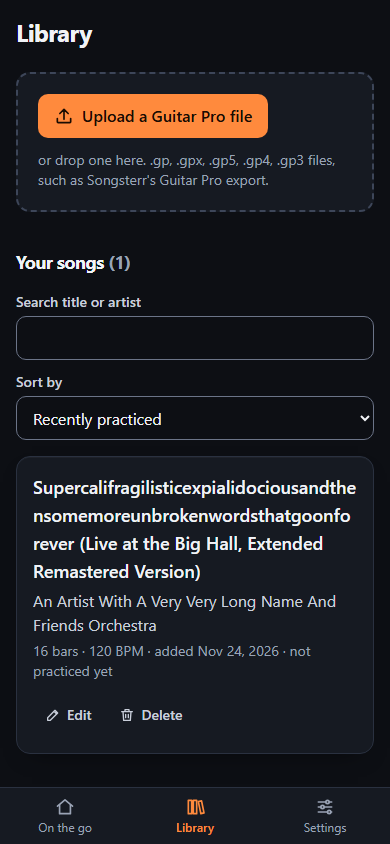 Library
Upload a Guitar Pro file
or drop one here. .gp, .gpx, .gp5, .gp4, .gp3 files,
such as Songsterr's Guitar Pro export.
Your songs (1)
Search title or artist
Sort by
Recently practiced
Supercalifragilisticexpialidociousandthe
nsomemoreunbrokenwordsthatgoonfo
rever (Live at the Big Hall, Extended
Remastered Version)
An Artist With A Very Very Long Name And
Friends Orchestra
16 bars · 120 BPM · added Nov 24, 2026 · not
practiced yet
Edit Delete
On the go Library Settings